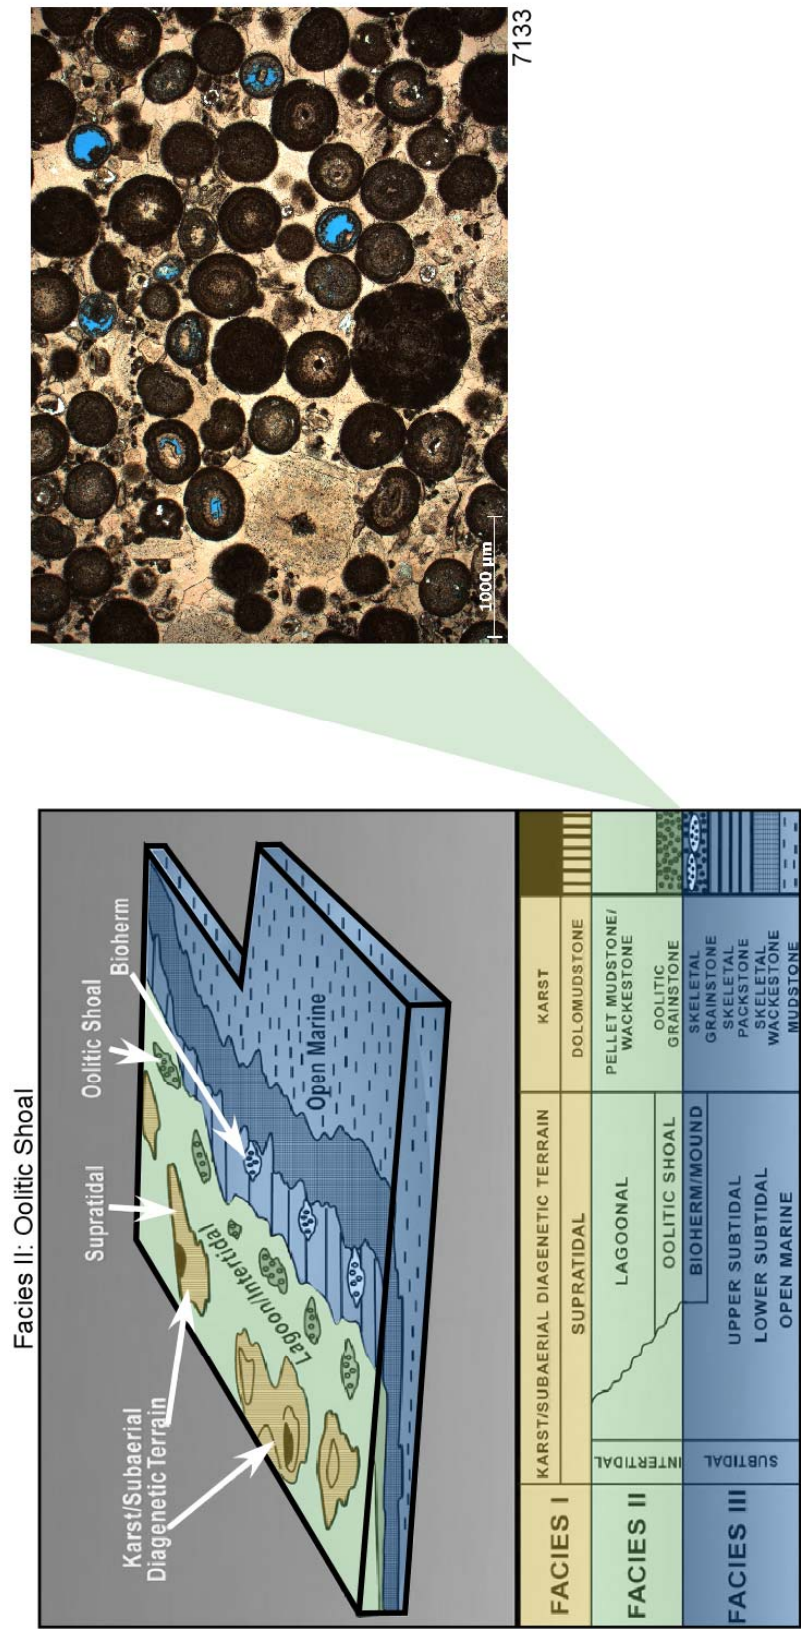 Facies II: Oolitic Shoal
Karst/Subaerial
Diagenetic Terrain
Supratidal
Oolitic Shoal
Bioherm
Lagoon/Intertidal
Open Marine
FACIES I
KARST/SUBAERIAL DIAGENETIC TERRAIN
KARST
SUPRATIDAL
DOLOMUDSTONE
FACIES II
INTERTIDAL
LAGOONAL
PELLET MUDSTONE/
WACKESTONE
OOLITIC SHOAL
OOLITIC
GRAINSTONE
FACIES III
SUBTIDAL
BIOHERM/MOUND
UPPER SUBTIDAL
LOWER SUBTIDAL
OPEN MARINE
SKELETAL
GRAINSTONE
SKELETAL
PACKSTONE
SKELETAL
WACKESTONE
MUDSTONE
1000 µm
7133